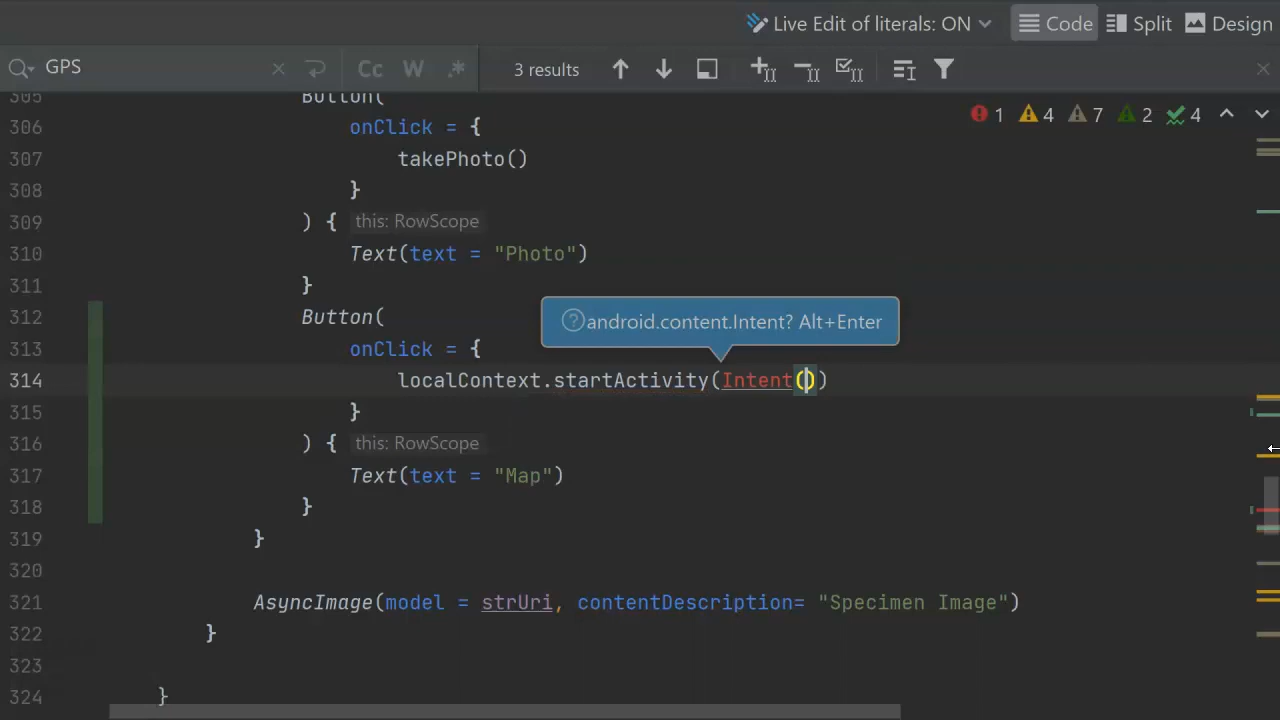 Live Edit of literals: ON Code Split Design
GPS Cc W .* 3 results
305 Button(
1 4 7 2 4
306 onClick = {
307 takePhoto()
308 }
309 ) { this: RowScope
310 Text(text = "Photo")
311 }
312 Button(
android.content.Intent? Alt+Enter
313 onClick = {
314 localContext.startActivity(Intent())
315 }
316 ) { this: RowScope
317 Text(text = "Map")
318 }
319 }
320
321 AsyncImage(model = strUri, contentDescription= "Specimen Image")
322 }
323
324 }